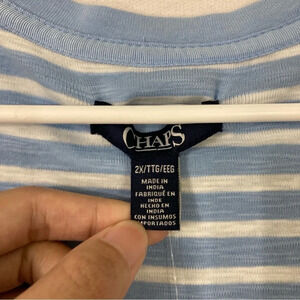 CHAPS
2X/TTG/EEG
MADE IN
INDIA
FABRIQUÉ EN
INDE
HECHO EN
INDIA
CON INSUMOS
IMPORTADOS